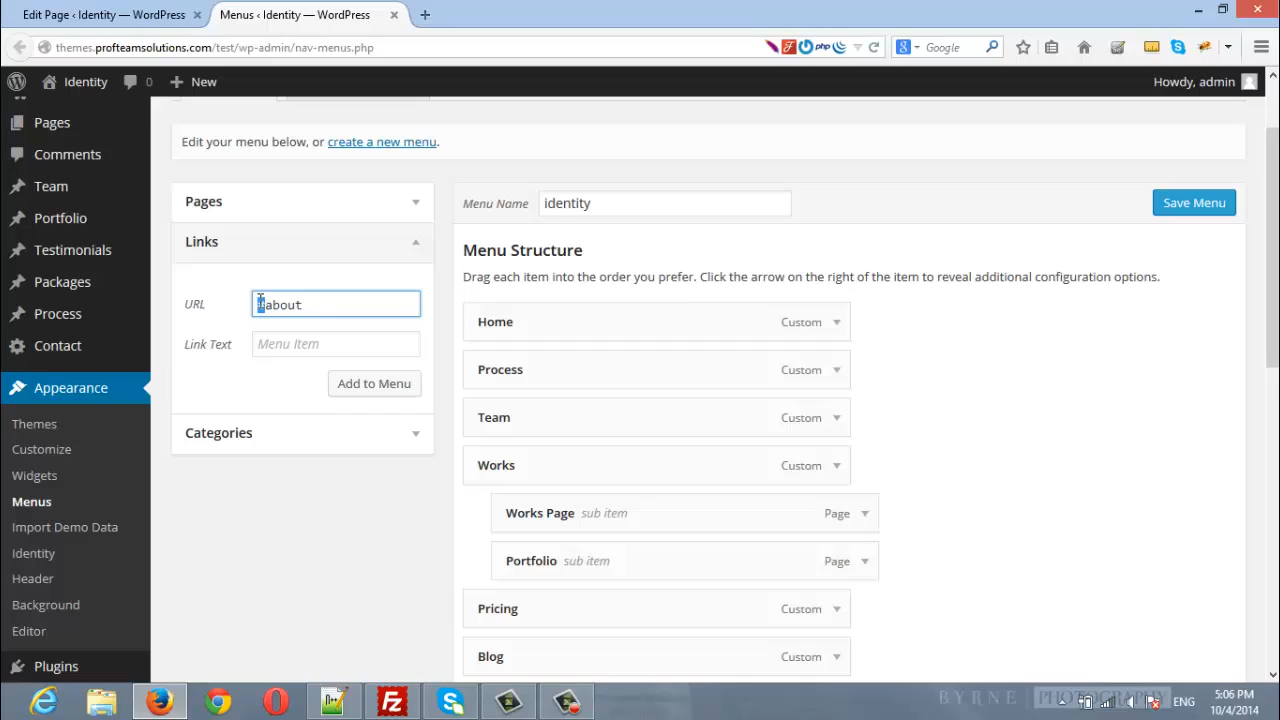 Edit Page ‹ Identity — WordPress
Menus ‹ Identity — WordPress
themes.profteamsolutions.com/test/wp-admin/nav-menus.php
php
Google
Identity
0
New
Howdy, admin
Pages
Comments
Team
Portfolio
Testimonials
Packages
Process
Contact
Appearance
Themes
Customize
Widgets
Menus
Import Demo Data
Identity
Header
Background
Editor
Plugins
Edit your menu below, or create a new menu.
Pages
Links
URL
#about
Link Text
Menu Item
Add to Menu
Categories
Menu Name
identity
Save Menu
Menu Structure
Drag each item into the order you prefer. Click the arrow on the right of the item to reveal additional configuration options.
Home Custom
Process Custom
Team Custom
Works Custom
Works Page sub item Page
Portfolio sub item Page
Pricing Custom
Blog Custom
BYRNE PHOTOGRAPHY
ENG
5:06 PM
10/4/2014